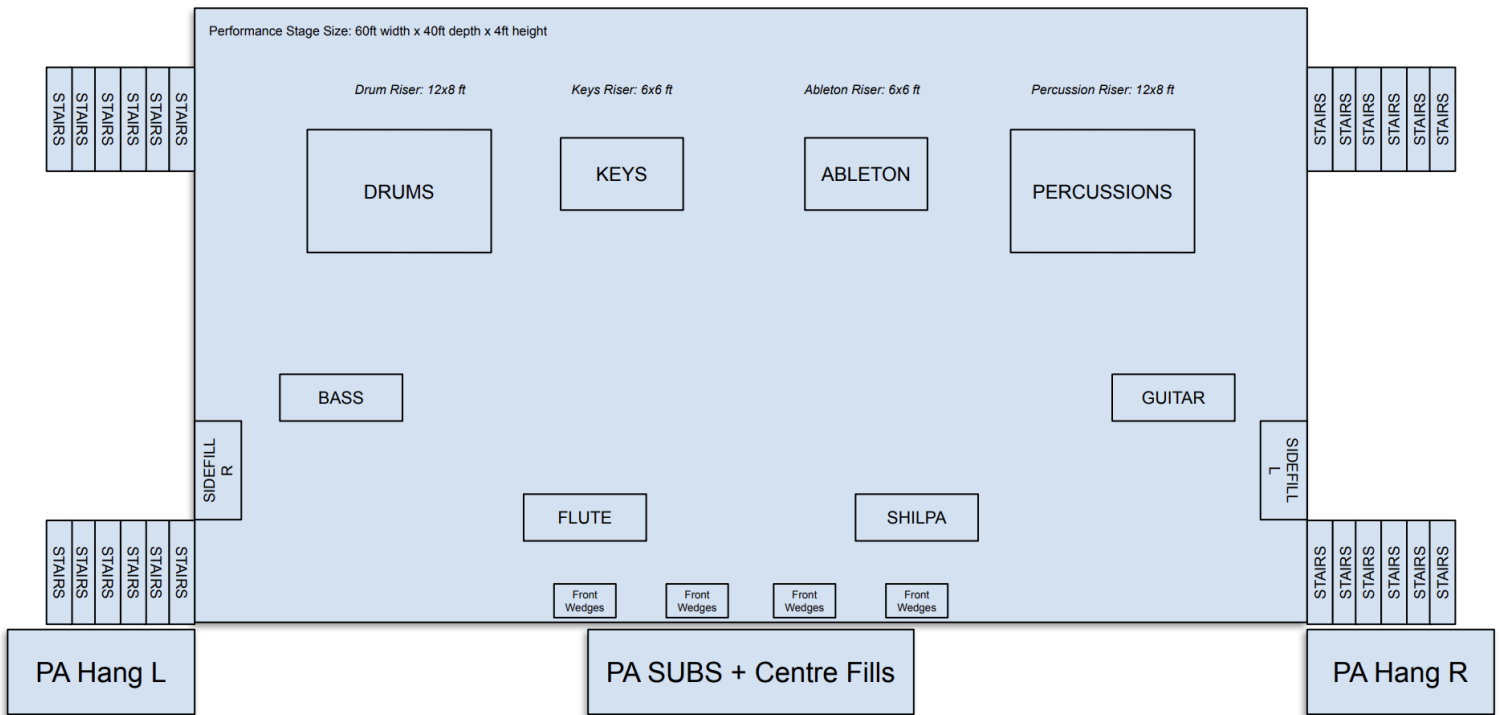 Performance Stage Size: 60ft width x 40ft depth x 4ft height
Drum Riser: 12x8 ft
Keys Riser: 6x6 ft
Ableton Riser: 6x6 ft
Percussion Riser: 12x8 ft
STAIRS
STAIRS
STAIRS
STAIRS
STAIRS
STAIRS
STAIRS
STAIRS
STAIRS
STAIRS
STAIRS
STAIRS
DRUMS
KEYS
ABLETON
PERCUSSIONS
BASS
GUITAR
SIDEFILL
R
SIDEFILL
L
FLUTE
SHILPA
STAIRS
STAIRS
STAIRS
STAIRS
STAIRS
STAIRS
STAIRS
STAIRS
STAIRS
STAIRS
STAIRS
STAIRS
Front
Wedges
Front
Wedges
Front
Wedges
Front
Wedges
PA Hang L
PA SUBS + Centre Fills
PA Hang R